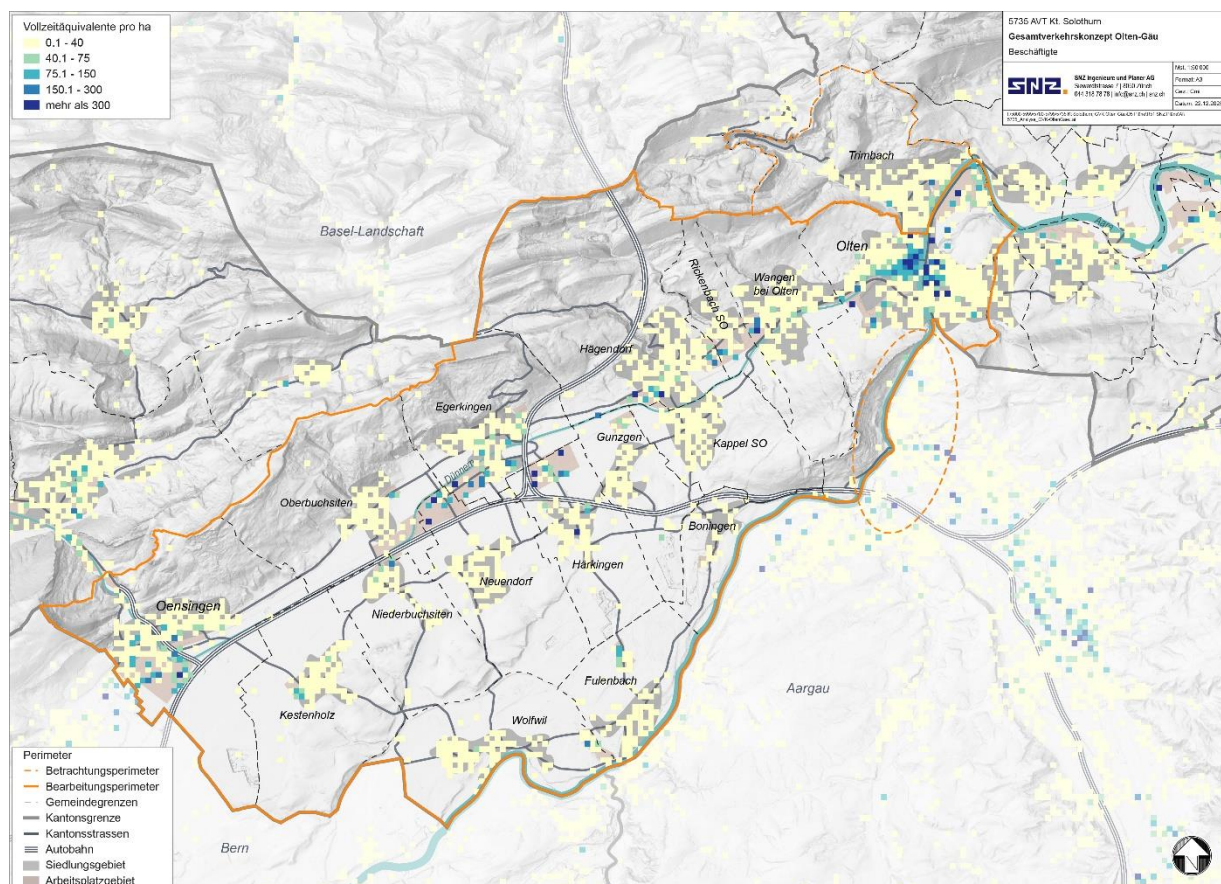 Vollzeitäquivalente pro ha
0.1 - 40
40.1 - 75
75.1 - 150
150.1 - 300
mehr als 300
5736 AVT Kt. Solothurn
Gesamtverkehrskonzept Olten-Gäu
Beschäftigte
SNZ
SNZ Ingenieure und Planer AG
Format: A3
Trimbach
Aare
Basel-Landschaft
Olten
Rickenbach SO
Wangen
bei Olten
Hägendorf
Egerkingen
Gunzgen
Kappel SO
Dünnern
Oberbuchsiten
Boningen
Härkingen
Neuendorf
Oensingen
Niederbuchsiten
Fulenbach
Aargau
Kestenholz
Wolfwil
Bern
Perimeter
Betrachtungsperimeter
Bearbeitungsperimeter
Gemeindegrenzen
Kantonsgrenze
Kantonsstrassen
Autobahn
Siedlungsgebiet
Arbeitsplatzgebiet